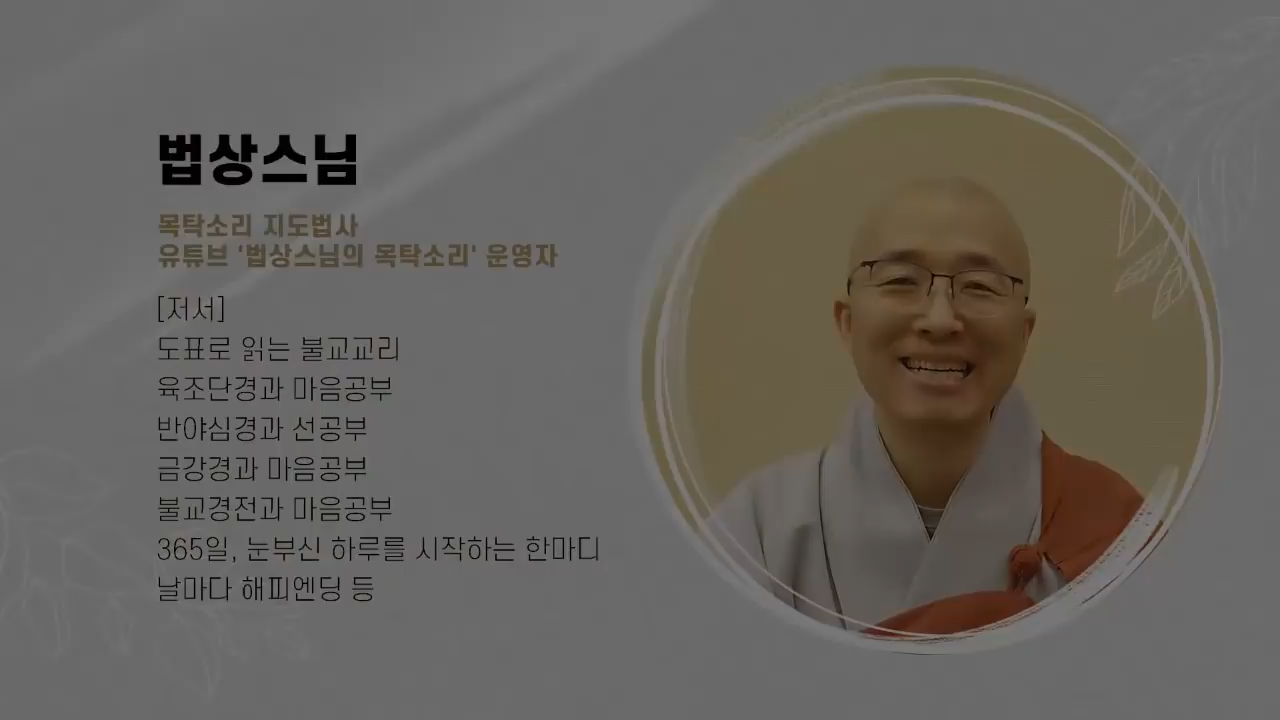 법상스님
목탁소리 지도법사
유튜브 '법상스님의 목탁소리' 운영자
[저서]
도표로 읽는 불교교리
육조단경과 마음공부
반야심경과 선공부
금강경과 마음공부
불교경전과 마음공부
365일, 눈부신 하루를 시작하는 한마디
날마다 해피엔딩 등